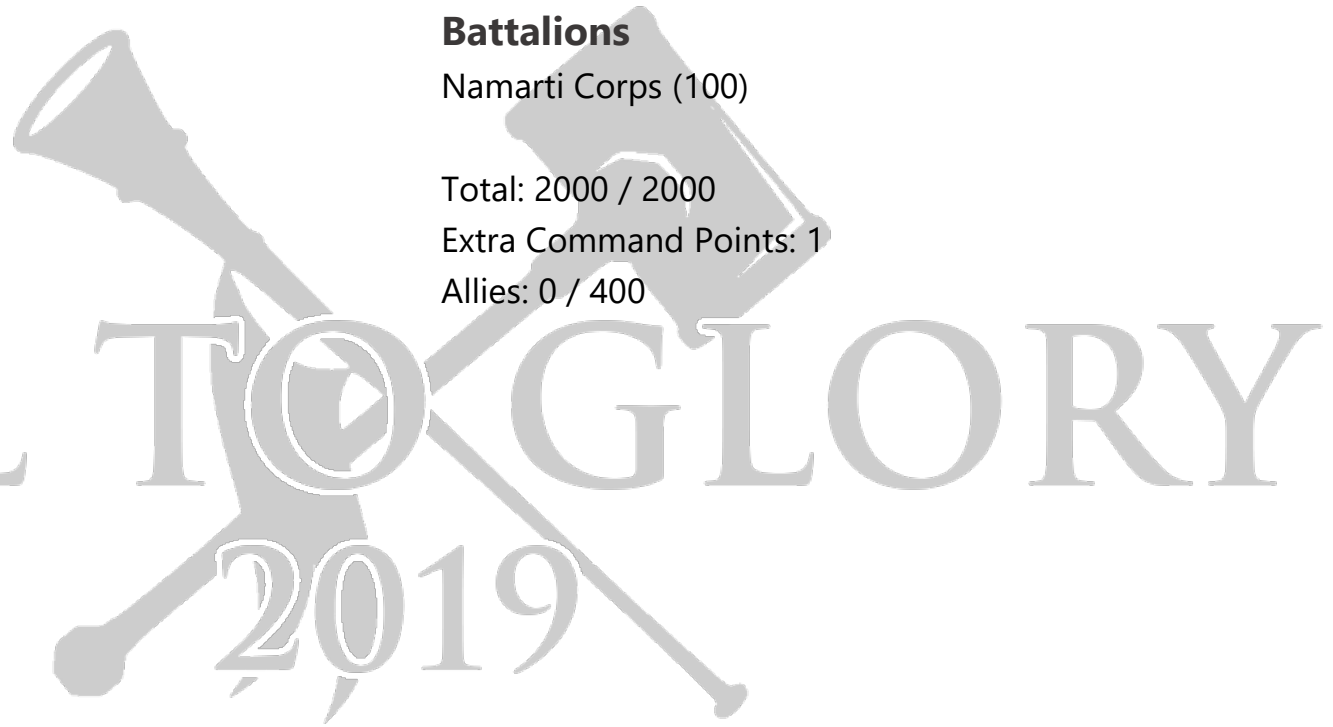 Battalions
Namarti Corps (100)
Total: 2000 / 2000
Extra Command Points: 1
Allies: 0 / 400
L TO GLORY
2019